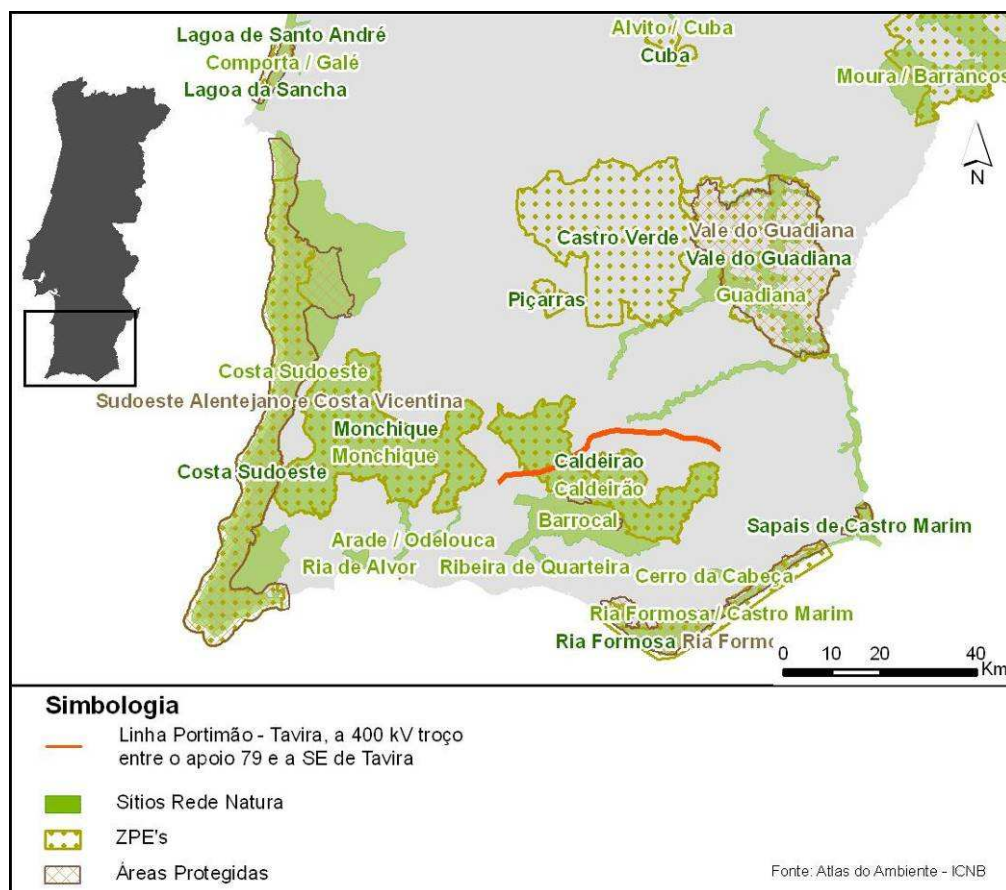 Lagoa de Santo André
Comporta / Galé
Lagoa da Sancha
Alvito / Cuba
Cuba
Moura / Barrancos
N
Castro Verde
Vale do Guadiana
Vale do Guadiana
Piçarras
Guadiana
Costa Sudoeste
Sudoeste Alentejano e Costa Vicentina
Monchique
Monchique
Costa Sudoeste
Caldeirao
Caldeirão
Barrocal
Sapais de Castro Marim
Arade / Odelouca
Ria de Alvor
Ribeira de Quarteira
Cerro da Cabeça
Ria Formosa / Castro Marim
Ria Formosa
Ria Formo
0 10 20 40
Km
Simbologia
Linha Portimão - Tavira, a 400 kV troço
entre o apoio 79 e a SE de Tavira
Sítios Rede Natura
ZPE's
Áreas Protegidas
Fonte: Atlas do Ambiente - ICNB